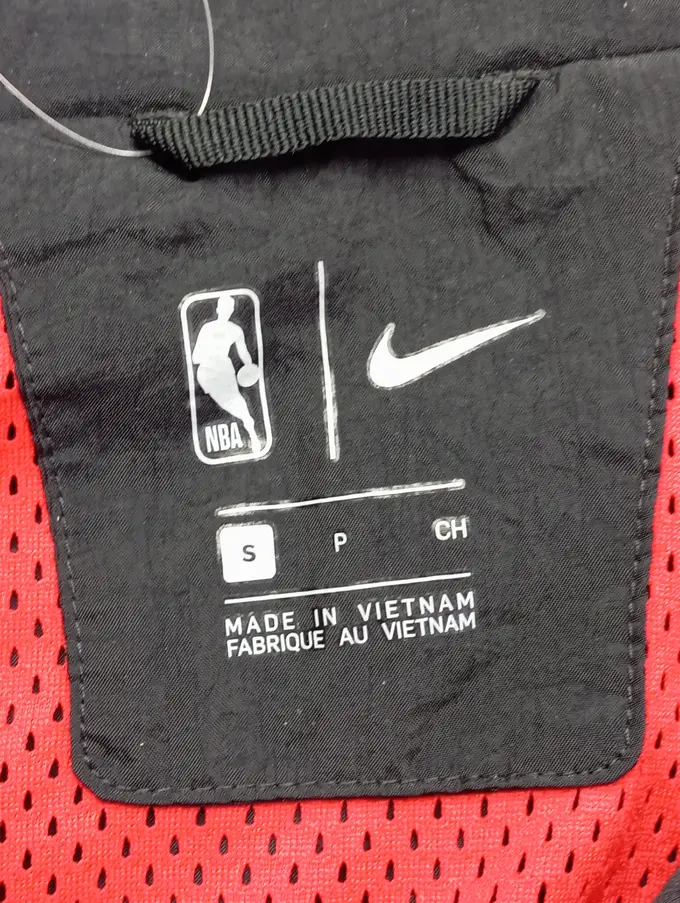 NBA
S P CH
MADE IN VIETNAM
FABRIQUE AU VIETNAM